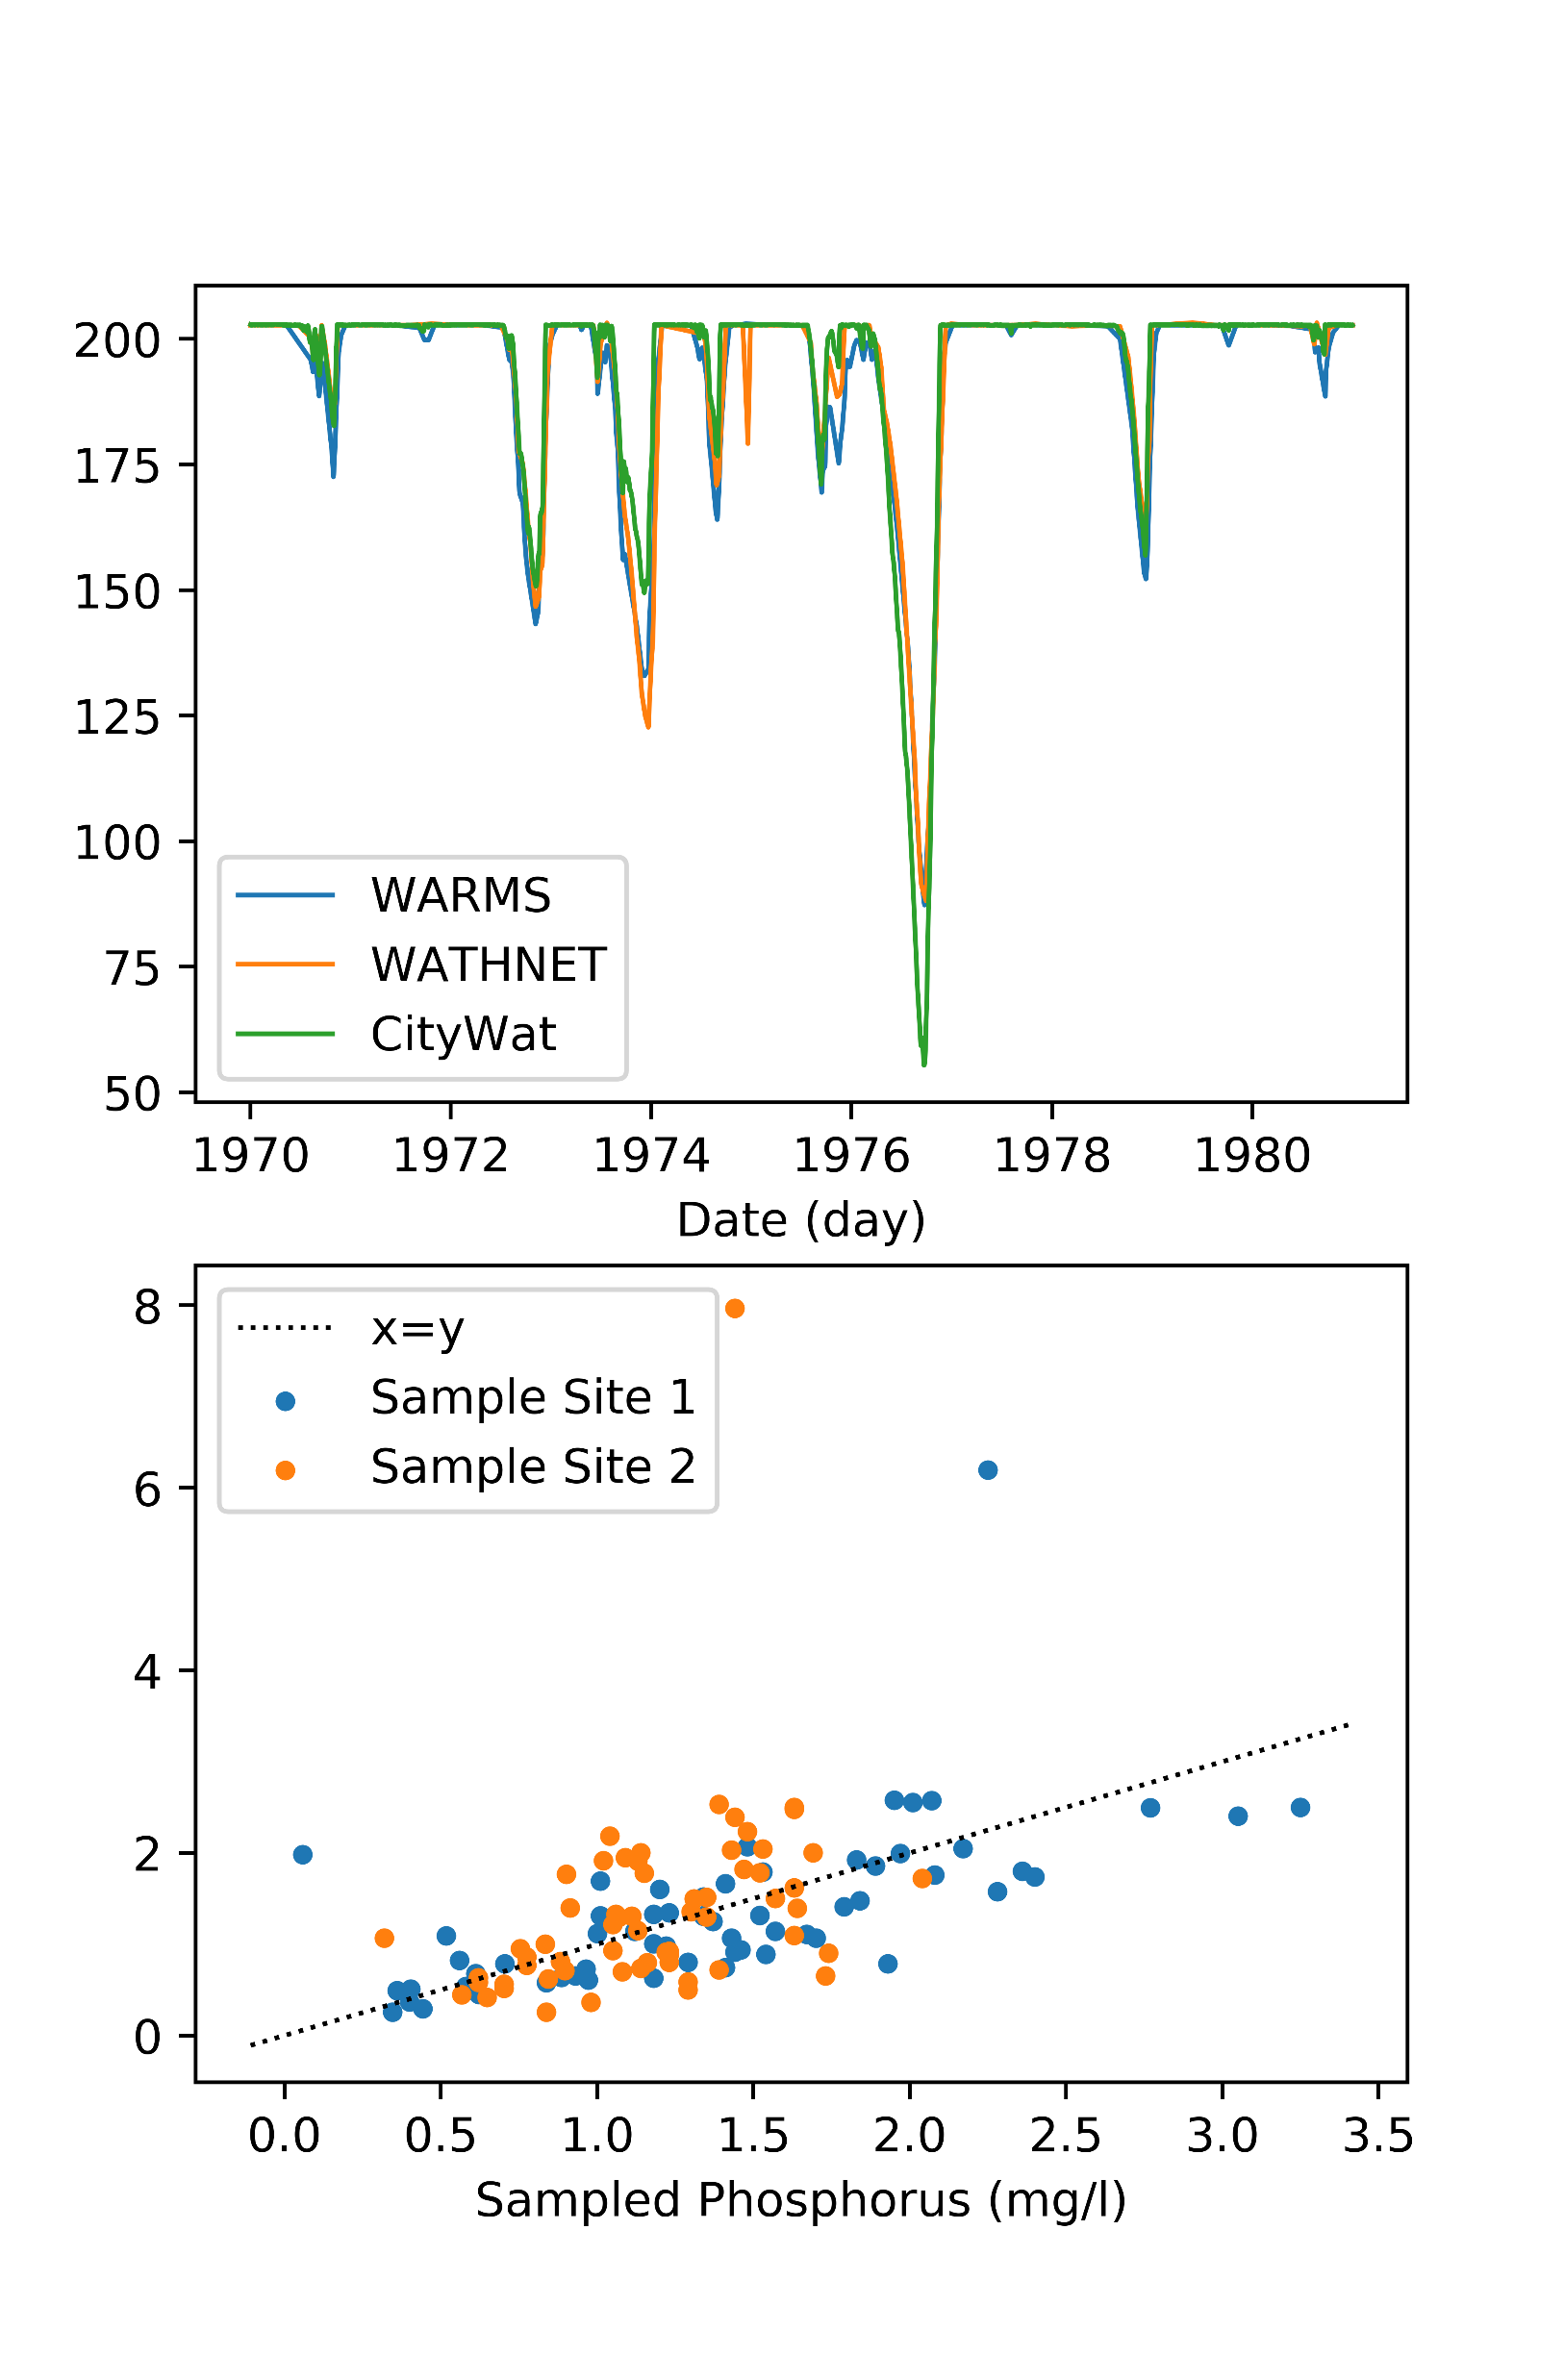 200
175
150
125
100
75
50
WARMS
WATHNET
CityWat
1970 1972 1974 1976 1978 1980
Date (day)
8
6
4
2
0
x=y
Sample Site 1
Sample Site 2
0.0 0.5 1.0 1.5 2.0 2.5 3.0 3.5
Sampled Phosphorus (mg/l)